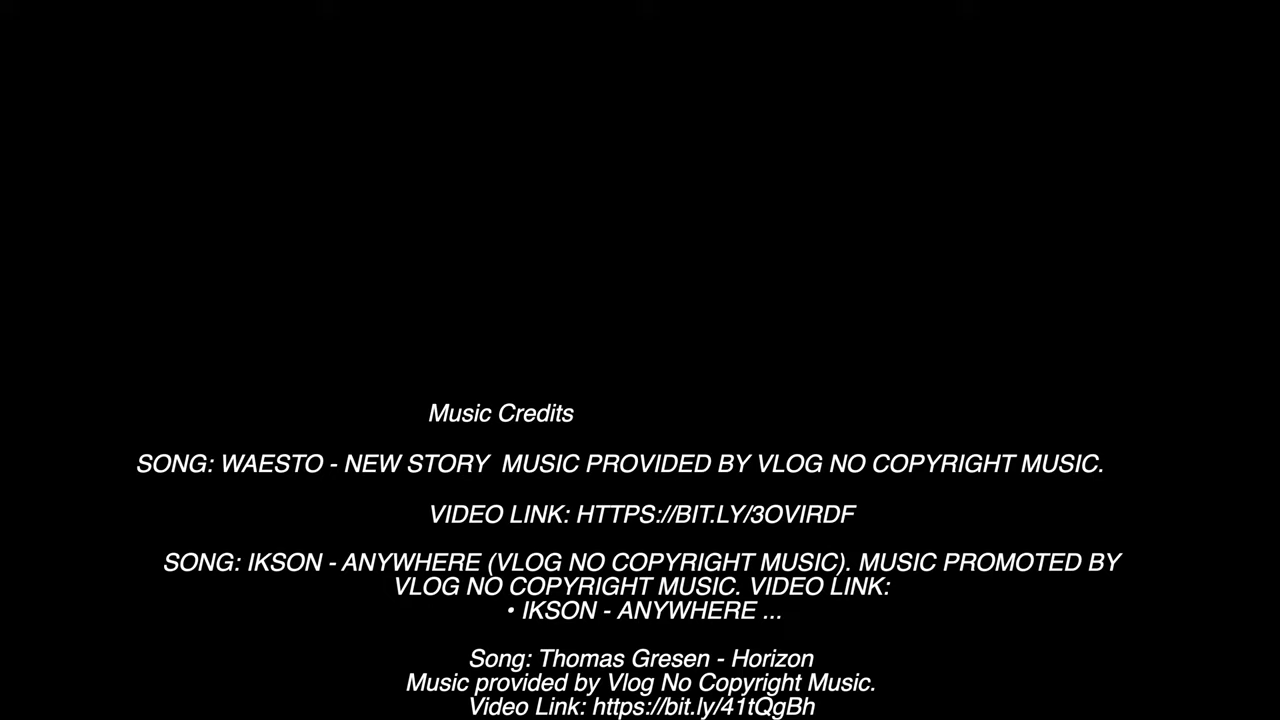 Music Credits
SONG: WAESTO - NEW STORY  MUSIC PROVIDED BY VLOG NO COPYRIGHT MUSIC.
VIDEO LINK: HTTPS://BIT.LY/3OVIRDF
SONG: IKSON - ANYWHERE (VLOG NO COPYRIGHT MUSIC). MUSIC PROMOTED BY
VLOG NO COPYRIGHT MUSIC. VIDEO LINK:
• IKSON - ANYWHERE ...
Song: Thomas Gresen - Horizon
Music provided by Vlog No Copyright Music.
Video Link: https://bit.ly/41tQgBh